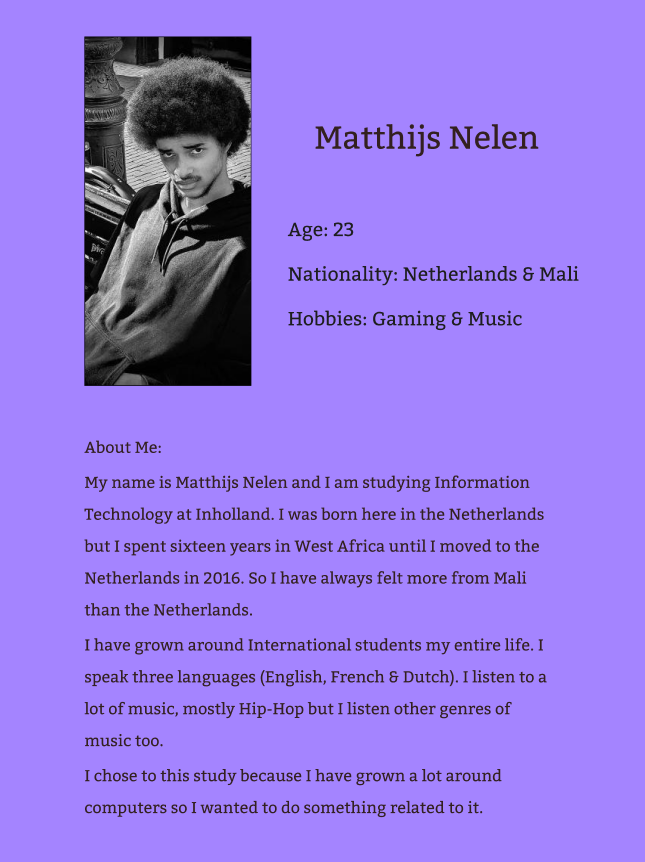 Matthijs Nelen
Age: 23
Nationality: Netherlands & Mali
Hobbies: Gaming & Music
About Me:
My name is Matthijs Nelen and I am studying Information
Technology at Inholland. I was born here in the Netherlands
but I spent sixteen years in West Africa until I moved to the
Netherlands in 2016. So I have always felt more from Mali
than the Netherlands.
I have grown around International students my entire life. I
speak three languages (English, French & Dutch). I listen to a
lot of music, mostly Hip-Hop but I listen other genres of
music too.
I chose to this study because I have grown a lot around
computers so I wanted to do something related to it.